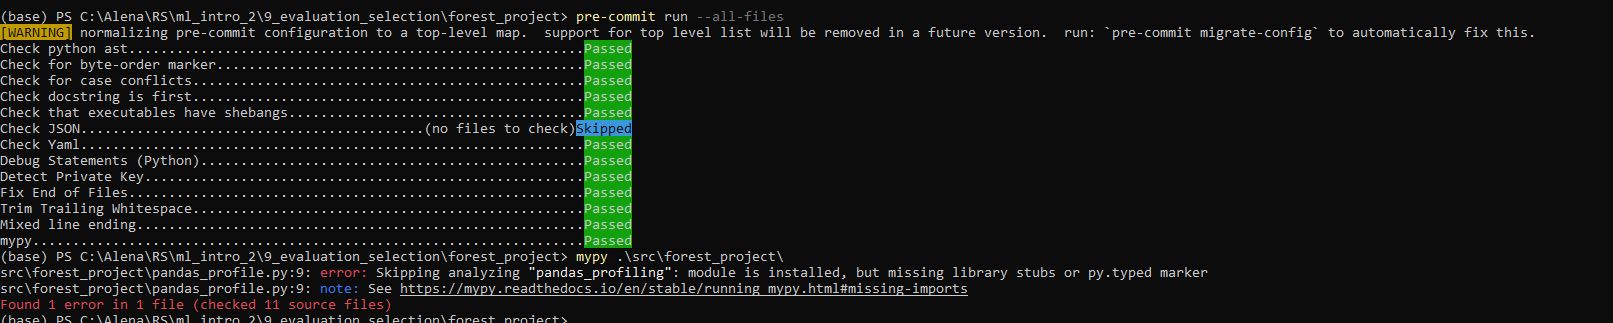 (base) PS C:\Alena\RS\ml_intro_2\9_evaluation_selection\forest_project> pre-commit run --all-files
[WARNING] normalizing pre-commit configuration to a top-level map.  support for top level list will be removed in a future version.  run: `pre-commit migrate-config` to automatically fix this.
Check python ast.........................................................Passed
Check for byte-order marker..............................................Passed
Check for case conflicts.................................................Passed
Check docstring is first.................................................Passed
Check that executables have shebangs.....................................Passed
Check JSON...........................................(no files to check)Skipped
Check Yaml...............................................................Passed
Debug Statements (Python)................................................Passed
Detect Private Key.......................................................Passed
Fix End of Files.........................................................Passed
Trim Trailing Whitespace.................................................Passed
Mixed line ending........................................................Passed
mypy.....................................................................Passed
(base) PS C:\Alena\RS\ml_intro_2\9_evaluation_selection\forest_project> mypy .\src\forest_project\
src\forest_project\pandas_profile.py:9: error: Skipping analyzing "pandas_profiling": module is installed, but missing library stubs or py.typed marker
src\forest_project\pandas_profile.py:9: note: See https://mypy.readthedocs.io/en/stable/running_mypy.html#missing-imports
Found 1 error in 1 file (checked 11 source files)
(base) PS C:\Alena\RS\ml_intro_2\9_evaluation_selection\forest_project>